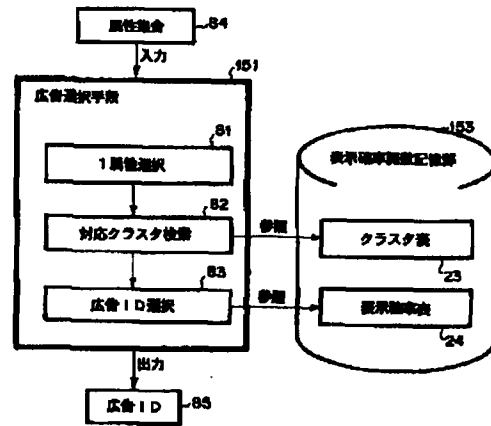 属性集合
84
入力
151
広告選択手段
81
1属性選択
82
対応クラスタ検索
参照
83
広告ID選択
参照
出力
広告ID
85
153
表示確率関数記憶部
クラスタ表
23
表示確率表
24